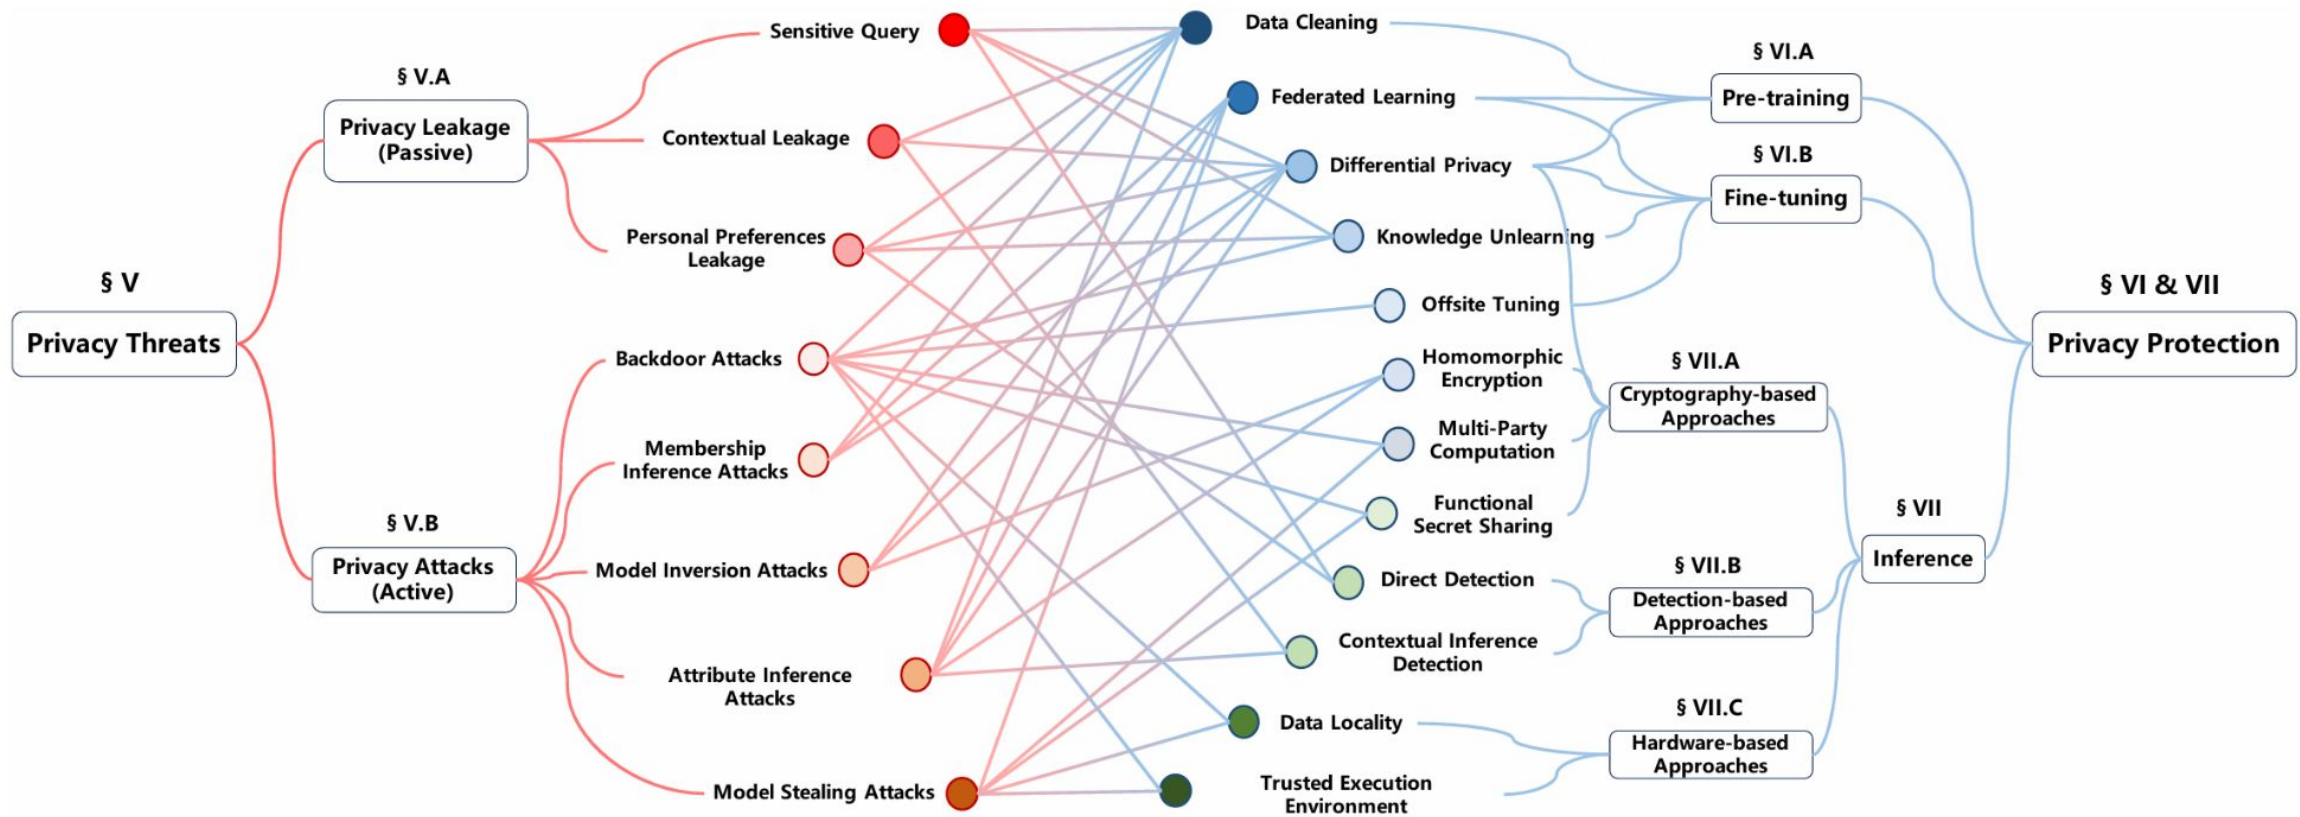 § V
Privacy Threats
§ V.A
Privacy Leakage
(Passive)
§ V.B
Privacy Attacks
(Active)
Sensitive Query
Contextual Leakage
Personal Preferences
Leakage
Backdoor Attacks
Membership
Inference Attacks
Model Inversion Attacks
Attribute Inference
Attacks
Model Stealing Attacks
Data Cleaning
Federated Learning
Differential Privacy
Knowledge Unlearning
Offsite Tuning
Homomorphic
Encryption
Multi-Party
Computation
Functional
Secret Sharing
Direct Detection
Contextual Inference
Detection
Data Locality
Trusted Execution
Environment
§ VI.A
Pre-training
§ VI.B
Fine-tuning
§ VII.A
Cryptography-based
Approaches
§ VII.B
Detection-based
Approaches
§ VII.C
Hardware-based
Approaches
§ VII
Inference
§ VI & VII
Privacy Protection